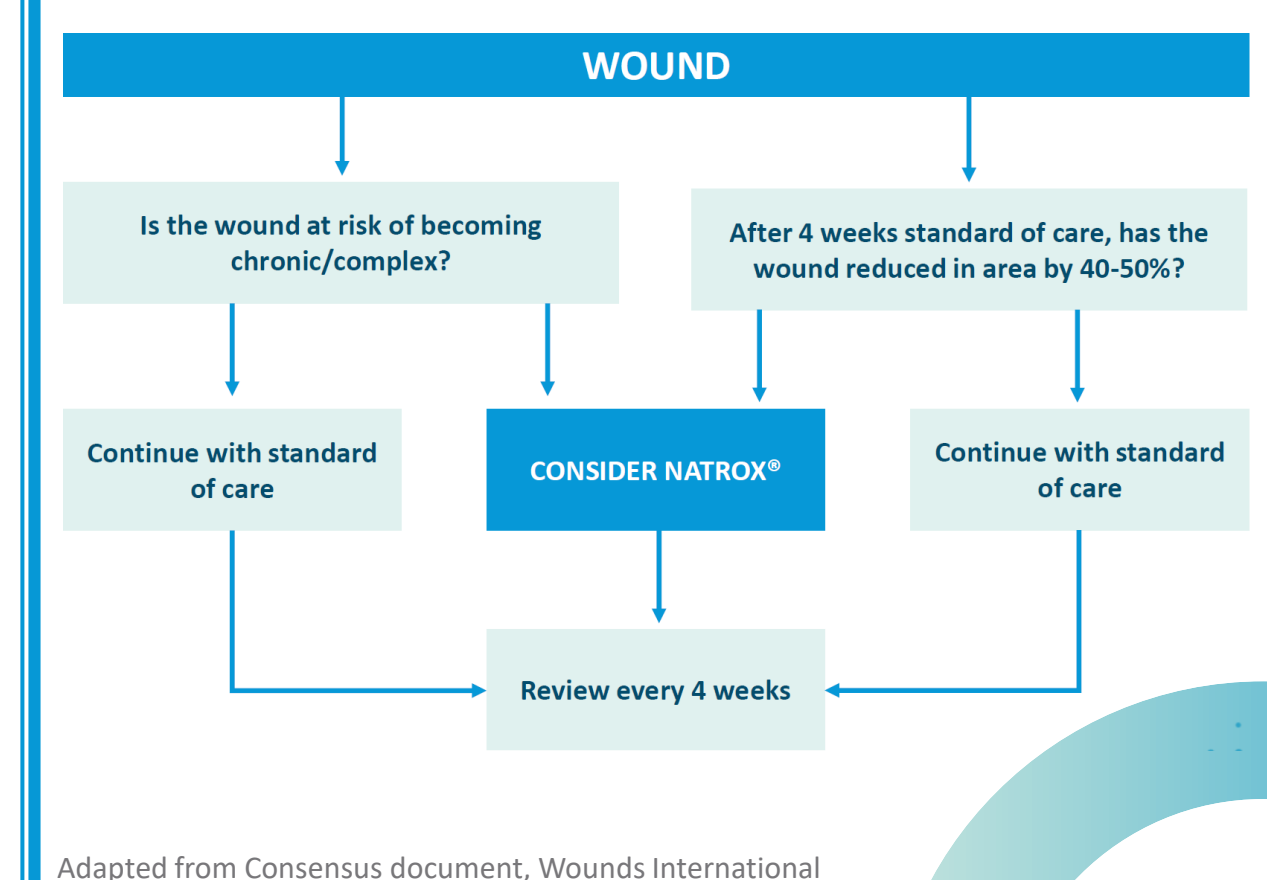 WOUND
Is the wound at risk of becoming
chronic/complex?
After 4 weeks standard of care, has the
wound reduced in area by 40-50%?
Continue with standard
of care
CONSIDER NATROX®
Continue with standard
of care
Review every 4 weeks
Adapted from Consensus document, Wounds International